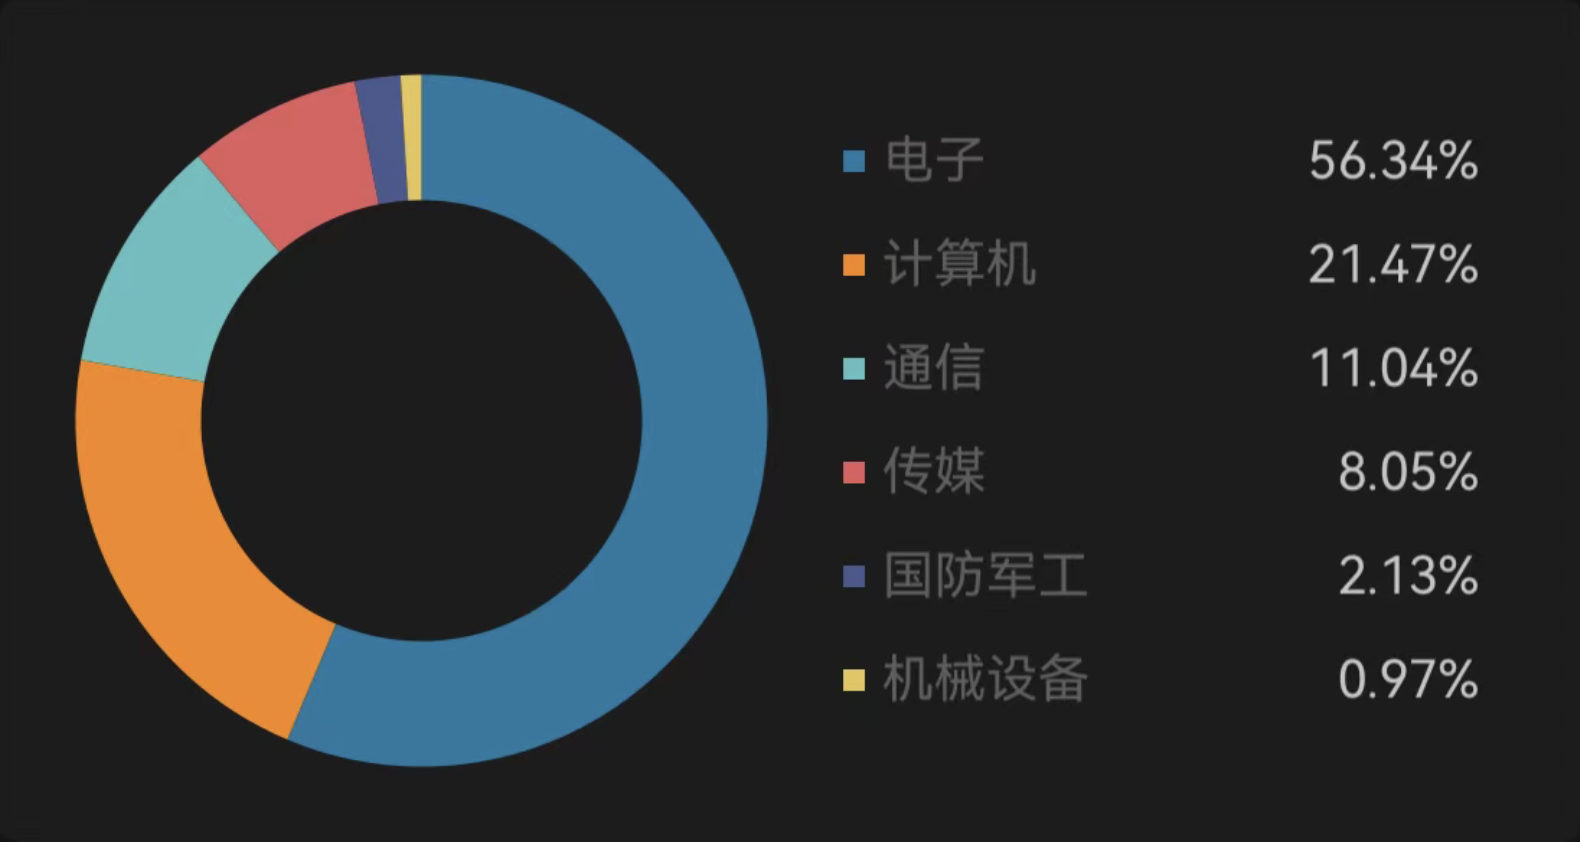 电子 56.34%
计算机 21.47%
通信 11.04%
传媒 8.05%
国防军工 2.13%
机械设备 0.97%